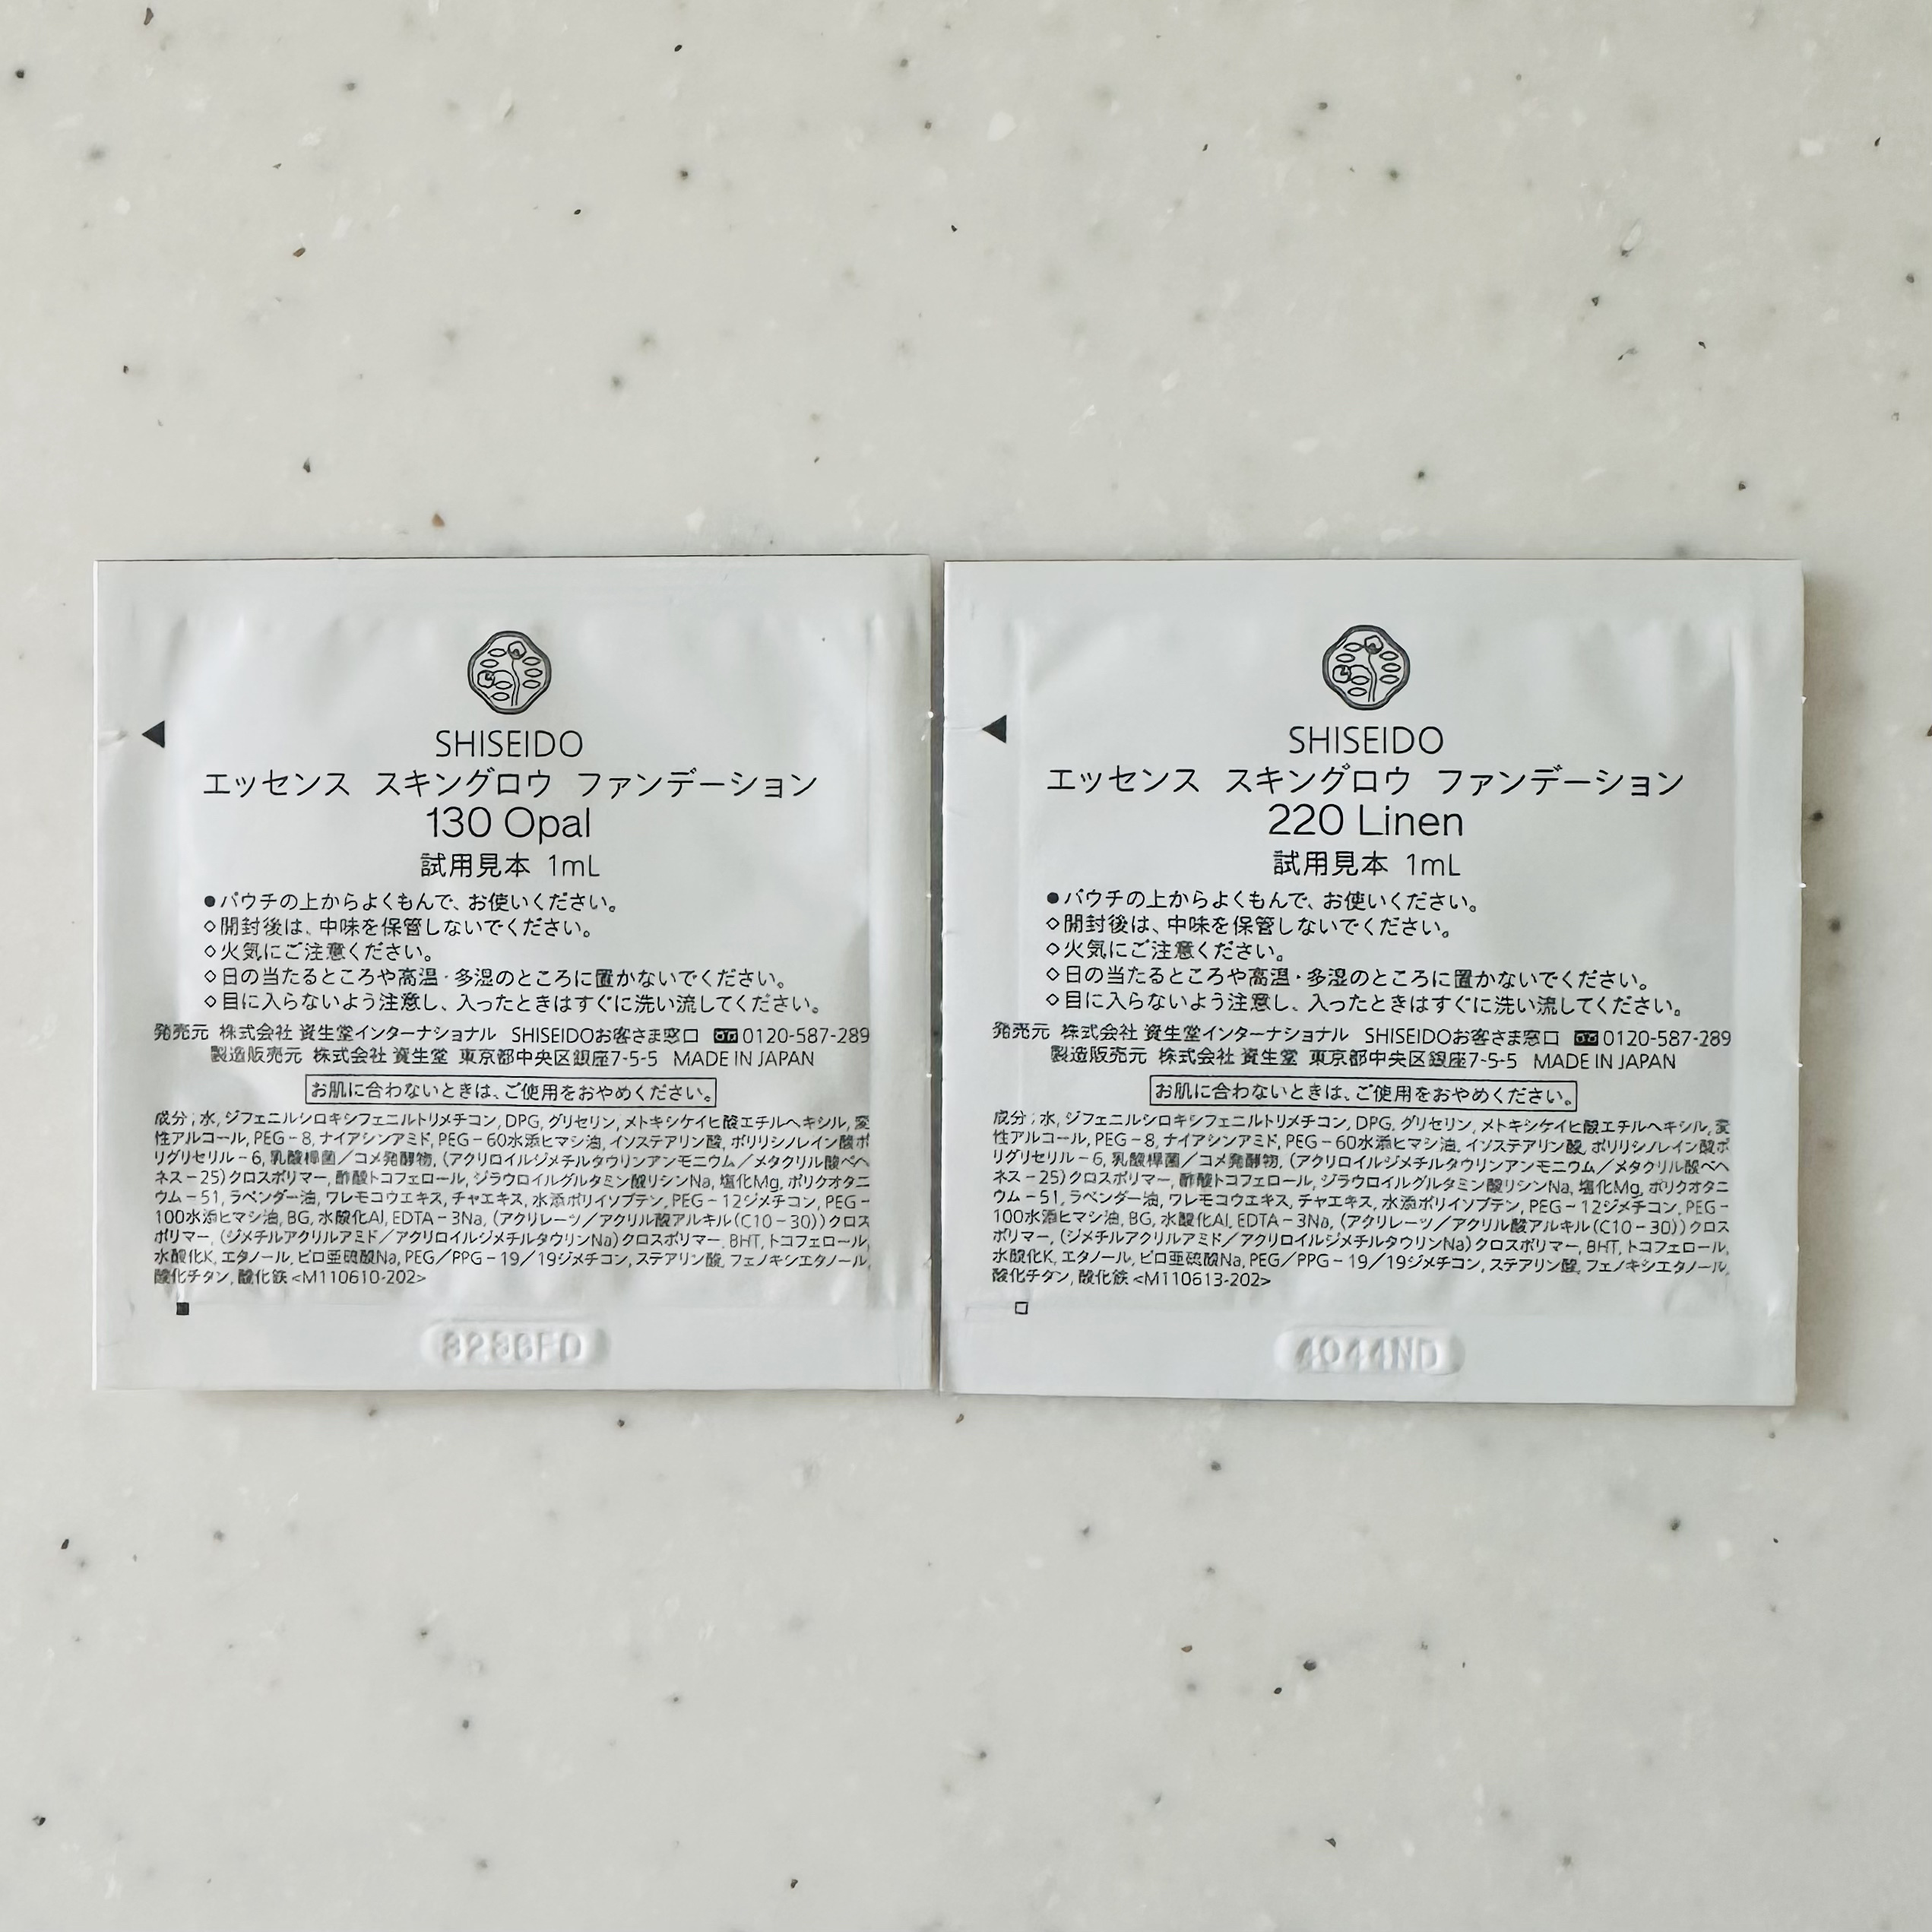 SHISEIDO
エッセンス スキングロウ ファンデーション
130 Opal
試用見本 1mL
●パウチの上からよくもんで、お使いください。
◇開封後は、中味を保管しないでください。
◇火気にご注意ください。
◇日の当たるところや高温・多湿のところに置かないでください。
◇目に入らないよう注意し、入ったときはすぐに洗い流してください。
発売元 株式会社 資生堂インターナショナル SHISEIDOお客さま窓口 0120-587-289
製造販売元 株式会社 資生堂 東京都中央区銀座7-5-5 MADE IN JAPAN
お肌に合わないときは、ご使用をおやめください。
成分;水, ジフェニルシロキシフェニルトリメチコン, DPG, グリセリン, メトキシケイヒ酸エチルヘキシル, 変
性アルコール, PEG-8, ナイアシンアミド, PEG-60水添ヒマシ油, イソステアリン酸, ポリリシノレイン酸ポ
リグリセリル-6, 乳酸桿菌/コメ発酵物, (アクリロイルジメチルタウリンアンモニウム/メタクリル酸ベヘ
ネス-25)クロスポリマー, 酢酸トコフェロール, ジラウロイルグルタミン酸リシンNa, 塩化Mg, ポリクオタニ
ウム-51, ラベンダー油, ワレモコウエキス, チャエキス, 水添ポリイソブテン, PEG-12ジメチコン, PEG-
100水添ヒマシ油, BG, 水酸化Al, EDTA-3Na, (アクリレーツ/アクリル酸アルキル(C10-30))クロス
ポリマー, (ジメチルアクリルアミド/アクリロイルジメチルタウリンNa)クロスポリマー, BHT, トコフェロール,
水酸化K, エタノール, ピロ亜硫酸Na, PEG/PPG-19/19ジメチコン, ステアリン酸, フェノキシエタノール,
酸化チタン, 酸化鉄 <M110610-202>
SHISEIDO
エッセンス スキングロウ ファンデーション
220 Linen
試用見本 1mL
●パウチの上からよくもんで、お使いください。
◇開封後は、中味を保管しないでください。
◇火気にご注意ください。
◇日の当たるところや高温・多湿のところに置かないでください。
◇目に入らないよう注意し、入ったときはすぐに洗い流してください。
発売元 株式会社 資生堂インターナショナル SHISEIDOお客さま窓口 0120-587-289
製造販売元 株式会社 資生堂 東京都中央区銀座7-5-5 MADE IN JAPAN
お肌に合わないときは、ご使用をおやめください。
成分;水, ジフェニルシロキシフェニルトリメチコン, DPG, グリセリン, メトキシケイヒ酸エチルヘキシル, 変
性アルコール, PEG-8, ナイアシンアミド, PEG-60水添ヒマシ油, イソステアリン酸, ポリリシノレイン酸ポ
リグリセリル-6, 乳酸桿菌/コメ発酵物, (アクリロイルジメチルタウリンアンモニウム/メタクリル酸ベヘ
ネス-25)クロスポリマー, 酢酸トコフェロール, ジラウロイルグルタミン酸リシンNa, 塩化Mg, ポリクオタニ
ウム-51, ラベンダー油, ワレモコウエキス, チャエキス, 水添ポリイソブテン, PEG-12ジメチコン, PEG-
100水添ヒマシ油, BG, 水酸化Al, EDTA-3Na, (アクリレーツ/アクリル酸アルキル(C10-30))クロス
ポリマー, (ジメチルアクリルアミド/アクリロイルジメチルタウリンNa)クロスポリマー, BHT, トコフェロール,
水酸化K, エタノール, ピロ亜硫酸Na, PEG/PPG-19/19ジメチコン, ステアリン酸, フェノキシエタノール,
酸化チタン, 酸化鉄 <M110613-202>
4044ND